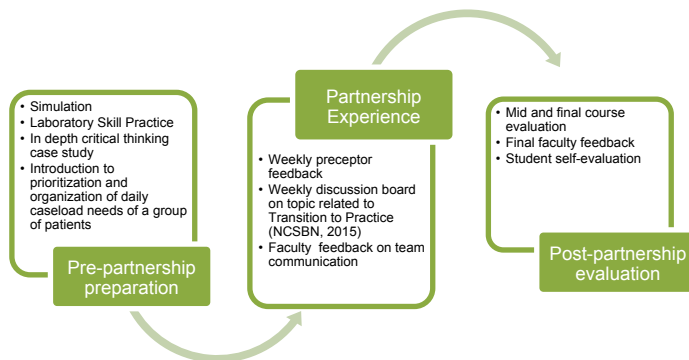 • Simulation
• Laboratory Skill Practice
• In depth critical thinking
case study
• Introduction to
prioritization and
organization of daily
caseload needs of a group
of patients
Pre-partnership
preparation
Partnership
Experience
• Weekly preceptor
feedback
• Weekly discussion board
on topic related to
Transition to Practice
(NCSBN, 2015)
• Faculty feedback on team
communication
• Mid and final course
evaluation
• Final faculty feedback
• Student self-evaluation
Post-partnership
evaluation